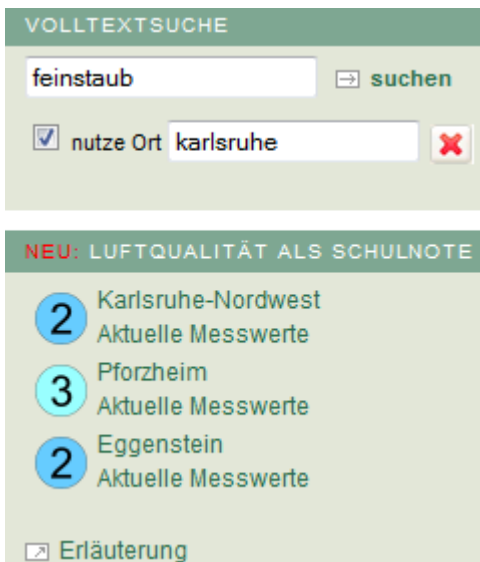 VOLLTEXTSUCHE
feinstaub suchen
nutze Ort karlsruhe
NEU: LUFTQUALITÄT ALS SCHULNOTE
2 Karlsruhe-Nordwest
Aktuelle Messwerte
3 Pforzheim
Aktuelle Messwerte
2 Eggenstein
Aktuelle Messwerte
Erläuterung